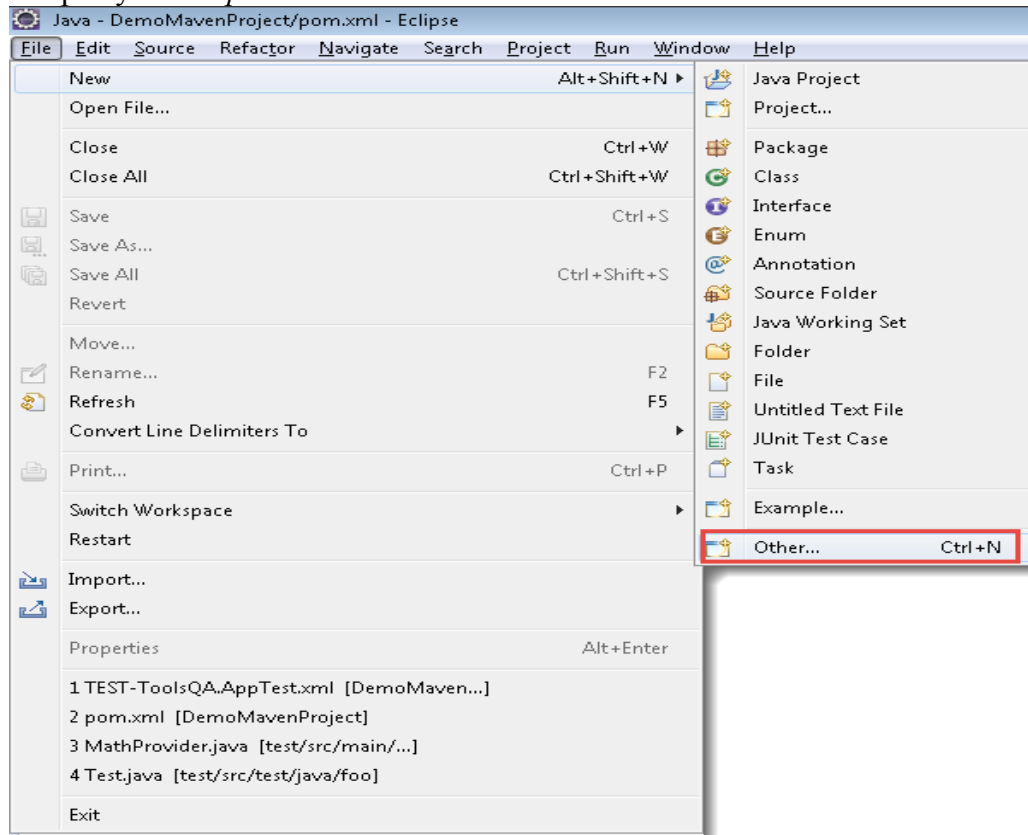 Java - DemoMavenProject/pom.xml - Eclipse
File Edit Source Refactor Navigate Search Project Run Window Help
New Alt+Shift+N
Open File...
Close Ctrl+W
Close All Ctrl+Shift+W
Save Ctrl+S
Save As...
Save All Ctrl+Shift+S
Revert
Move...
Rename... F2
Refresh F5
Convert Line Delimiters To
Print... Ctrl+P
Switch Workspace
Restart
Import...
Export...
Properties Alt+Enter
1 TEST-ToolsQA.AppTest.xml [DemoMaven...]
2 pom.xml [DemoMavenProject]
3 MathProvider.java [test/src/main/...]
4 Test.java [test/src/test/java/foo]
Exit
Java Project
Project...
Package
Class
Interface
Enum
Annotation
Source Folder
Java Working Set
Folder
File
Untitled Text File
JUnit Test Case
Task
Example...
Other... Ctrl+N